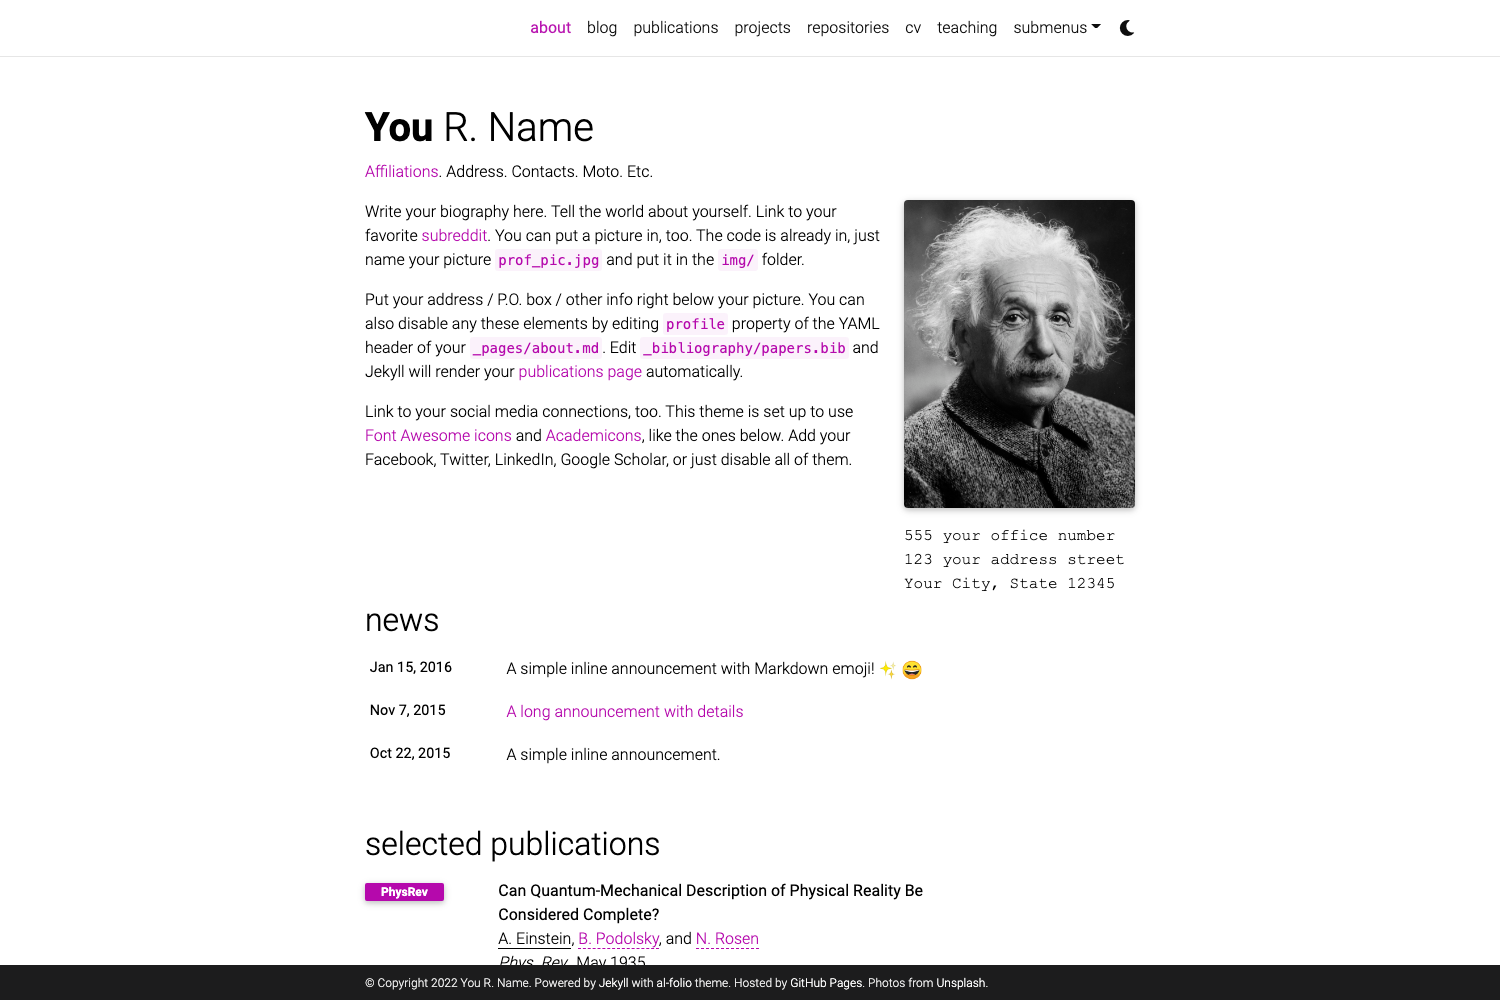 about blog publications projects repositories cv teaching submenus
You R. Name
Affiliations. Address. Contacts. Moto. Etc.
Write your biography here. Tell the world about yourself. Link to your
favorite subreddit. You can put a picture in, too. The code is already in, just
name your picture prof_pic.jpg and put it in the img/ folder.
Put your address / P.O. box / other info right below your picture. You can
also disable any these elements by editing profile property of the YAML
header of your _pages/about.md. Edit _bibliography/papers.bib and
Jekyll will render your publications page automatically.
Link to your social media connections, too. This theme is set up to use
Font Awesome icons and Academicons, like the ones below. Add your
Facebook, Twitter, LinkedIn, Google Scholar, or just disable all of them.
555 your office number
123 your address street
Your City, State 12345
news
Jan 15, 2016 A simple inline announcement with Markdown emoji! ✨ 😄
Nov 7, 2015 A long announcement with details
Oct 22, 2015 A simple inline announcement.
selected publications
PhysRev
Can Quantum-Mechanical Description of Physical Reality Be
Considered Complete?
A. Einstein, B. Podolsky, and N. Rosen
Phys. Rev. May 1935
© Copyright 2022 You R. Name. Powered by Jekyll with al-folio theme. Hosted by GitHub Pages. Photos from Unsplash.